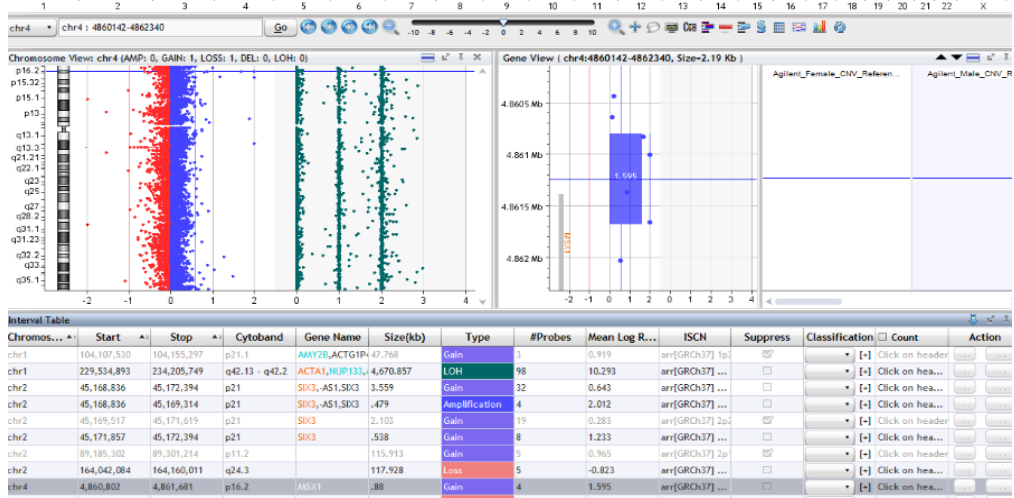 1 2 3 4 5 6 7 8 9 10 11 12 13 14 15 16 17 18 19 20 21 22 X
chr4 chr4 : 4860142-4862340 Go -10 -8 -6 -4 -2 0 2 4 6 8 10
Chromosome View: chr4 (AMP: 0, GAIN: 1, LOSS: 1, DEL: 0, LOH: 0)
p16.2
p15.32
p15.1
p13
q13.1
q13.3
q21.21
q22.1
q23
q25
q27
q28.2
q31.1
q31.23
q32.2
q33
q35.1
-2 -1 0 1 2 0 1 2 3 4
Gene View ( chr4:4860142-4862340, Size=2.19 Kb )
Agilent_Female_CNV_Referen... Agilent_Male_CNV_R
4.8605 Mb
4.861 Mb
1.595
4.8615 Mb
MSX1
4.862 Mb
-2 -1 0 1 2 0 1 2 3 4
Interval Table
Chromos... Start Stop Cytoband Gene Name Size(kb) Type #Probes Mean Log R... ISCN Suppress Classification Count Action
chr1 104,107,530 104,155,297 p21.1 AMY2B,ACTG1P 47.768 Gain 3 0.919 arr[GRCh37] 1p [+] Click on header
chr1 229,534,893 234,205,749 q42.13 - q42.2 ACTA1,NUP133, 4,670.857 LOH 98 10.293 arr[GRCh37] ... [+] Click on hea...
chr2 45,168,836 45,172,394 p21 SIX3,-AS1,SIX3 3.559 Gain 32 0.643 arr[GRCh37] ... [+] Click on hea...
chr2 45,168,836 45,169,314 p21 SIX3,-AS1,SIX3 .479 Amplification 4 2.012 arr[GRCh37] ... [+] Click on hea...
chr2 45,169,517 45,171,619 p21 SIX3 2.103 Gain 19 0.283 arr[GRCh37] 2p [+] Click on header
chr2 45,171,857 45,172,394 p21 SIX3 .538 Gain 8 1.233 arr[GRCh37] ... [+] Click on hea...
chr2 89,185,302 89,301,214 p11.2 115.913 Gain 5 0.965 arr[GRCh37] 2p [+] Click on header
chr2 164,042,084 164,160,011 q24.3 117.928 Loss 5 -0.823 arr[GRCh37] ... [+] Click on hea...
chr4 4,860,802 4,861,681 p16.2 MSX1 .88 Gain 4 1.595 arr[GRCh37] ... [+] Click on hea...